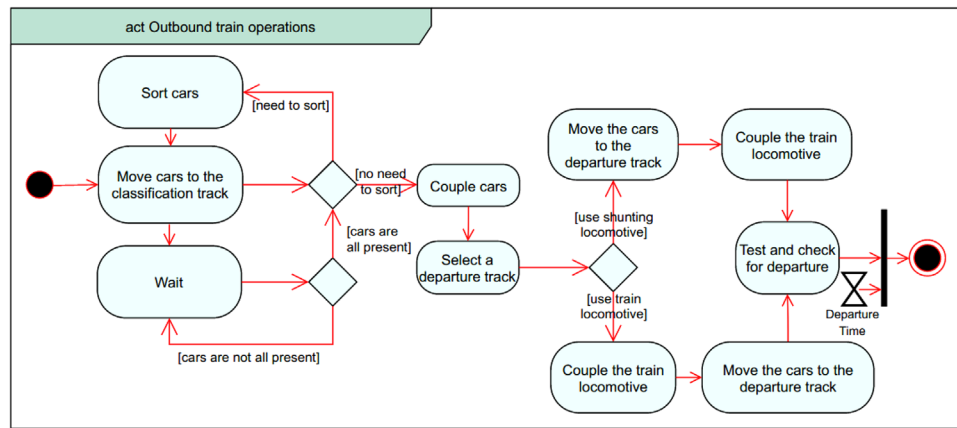 act Outbound train operations
Sort cars
[need to sort]
Move cars to the
classification track
[no need
to sort]
Wait
[cars are
all present]
[cars are not all present]
Couple cars
Select a
departure track
[use shunting
locomotive]
[use train
locomotive]
Move the cars
to the
departure track
Couple the train
locomotive
Test and check
for departure
Departure
Time
Couple the train
locomotive
Move the cars to the
departure track